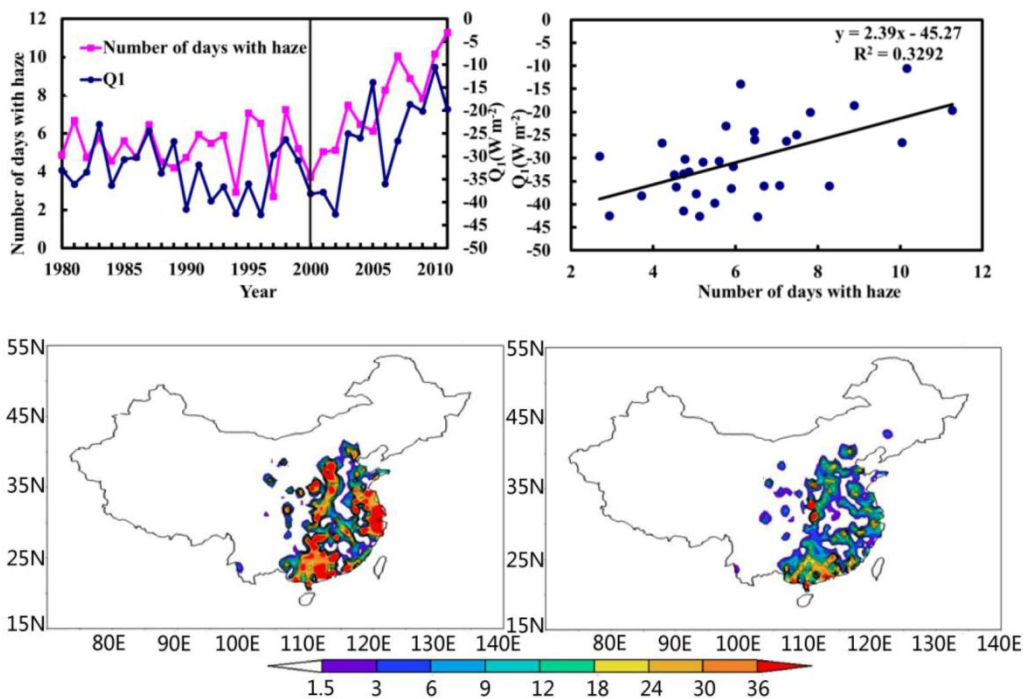 12
10
8
6
4
2
0
Number of days with haze
Number of days with haze
Q1
0
-5
-10
-15
-20
-25
-30
-35
-40
-45
-50
Q1(W m-2)
1980 1985 1990 1995 2000 2005 2010
Year
0
-5
-10
-15
-20
-25
-30
-35
-40
-45
-50
Q1(W m-2)
y = 2.39x - 45.27
R2 = 0.3292
2 4 6 8 10 12
Number of days with haze
55N
45N
35N
25N
15N
80E 90E 100E 110E 120E 130E 140E
55N
45N
35N
25N
15N
80E 90E 100E 110E 120E 130E 140E
1.5 3 6 9 12 18 24 30 36